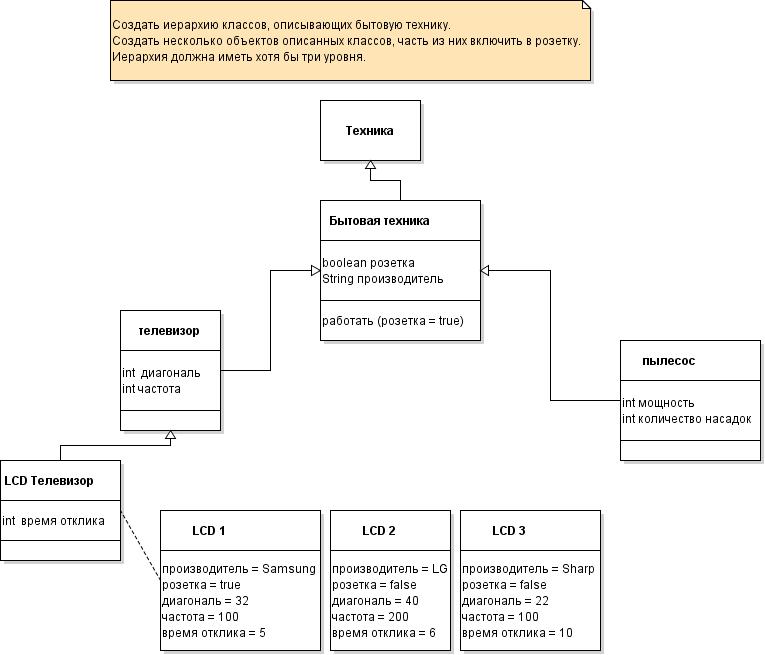 Создать иерархию классов, описывающих бытовую технику.
Создать несколько объектов описанных классов, часть из них включить в розетку.
Иерархия должна иметь хотя бы три уровня.
Техника
Бытовая техника
boolean розетка
String производитель
работать (розетка = true)
телевизор
int диагональ
int частота
пылесос
int мощность
int количество насадок
LCD Телевизор
int время отклика
LCD 1
производитель = Samsung
розетка = true
диагональ = 32
частота = 100
время отклика = 5
LCD 2
производитель = LG
розетка = false
диагональ = 40
частота = 200
время отклика = 6
LCD 3
производитель = Sharp
розетка = false
диагональ = 22
частота = 100
время отклика = 10